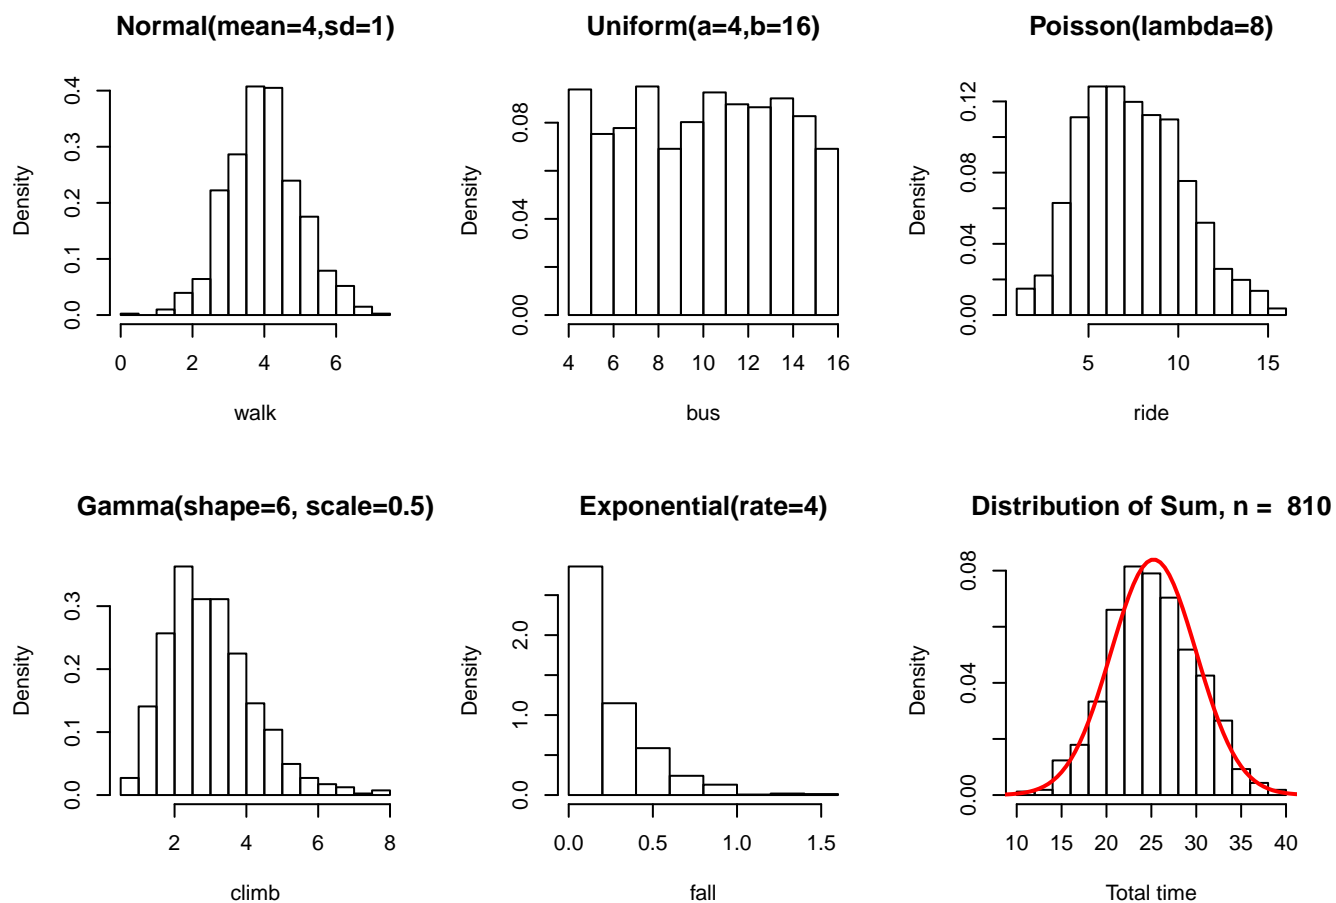 Normal(mean=4,sd=1)
Density
0.0 0.1 0.2 0.3 0.4
0 2 4 6
walk
Uniform(a=4,b=16)
Density
0.00 0.04 0.08
4 6 8 10 12 14 16
bus
Poisson(lambda=8)
Density
0.00 0.04 0.08 0.12
5 10 15
ride
Gamma(shape=6, scale=0.5)
Density
0.0 0.1 0.2 0.3
2 4 6 8
climb
Exponential(rate=4)
Density
0.0 1.0 2.0
0.0 0.5 1.0 1.5
fall
Distribution of Sum, n =  810
Density
0.00 0.04 0.08
10 15 20 25 30 35 40
Total time